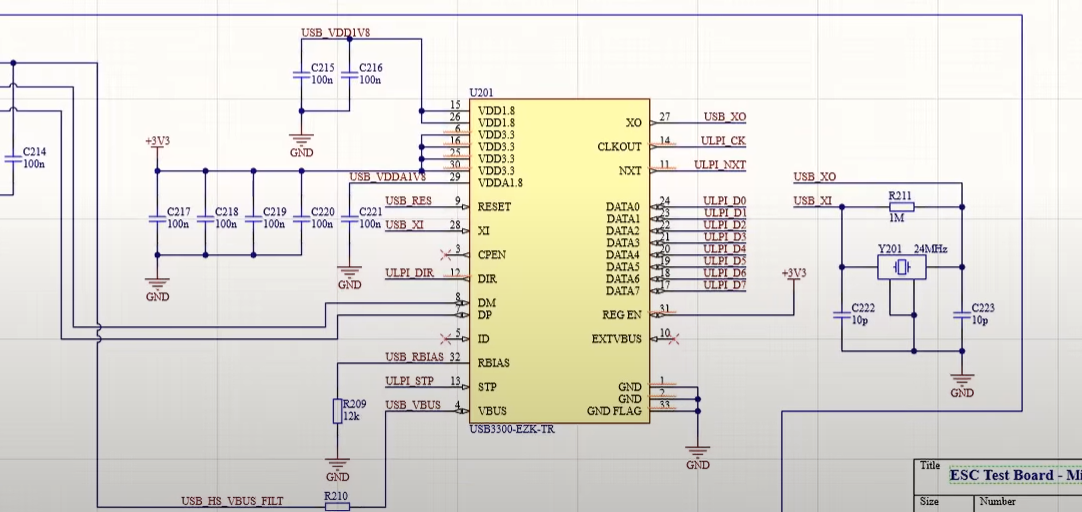 USB_VDD1V8
C215
100n
C216
100n
GND
C214
100n
+3V3
C217
100n
C218
100n
C219
100n
C220
100n
C221
100n
GND
GND
USB_VDDA1V8
USB_RES
USB_XI
ULPI_DIR
USB_RBIAS
ULPI_STP
USB_VBUS
R209
12k
GND
USB_HS_VBUS_FILT
R210
U201
15 VDD1.8
26 VDD1.8
6 VDD3.3
16 VDD3.3
25 VDD3.3
30 VDD3.3
29 VDDA1.8
9 RESET
28 XI
3 CPEN
12 DIR
8 DM
7 DP
5 ID
32 RBIAS
13 STP
4 VBUS
XO 27 USB_XO
CLKOUT 14 ULPI_CK
NXT 11 ULPI_NXT
DATA0 24 ULPI_D0
DATA1 23 ULPI_D1
DATA2 22 ULPI_D2
DATA3 21 ULPI_D3
DATA4 20 ULPI_D4
DATA5 19 ULPI_D5
DATA6 18 ULPI_D6
DATA7 17 ULPI_D7
REG EN 31
EXTVBUS 10
GND 1
GND 2
GND FLAG 33
USB3300-EZK-TR
GND
+3V3
USB_XO
USB_XI
R211
1M
Y201 24MHz
C222
10p
C223
10p
GND
Title
ESC Test Board - Mi
Size
Number